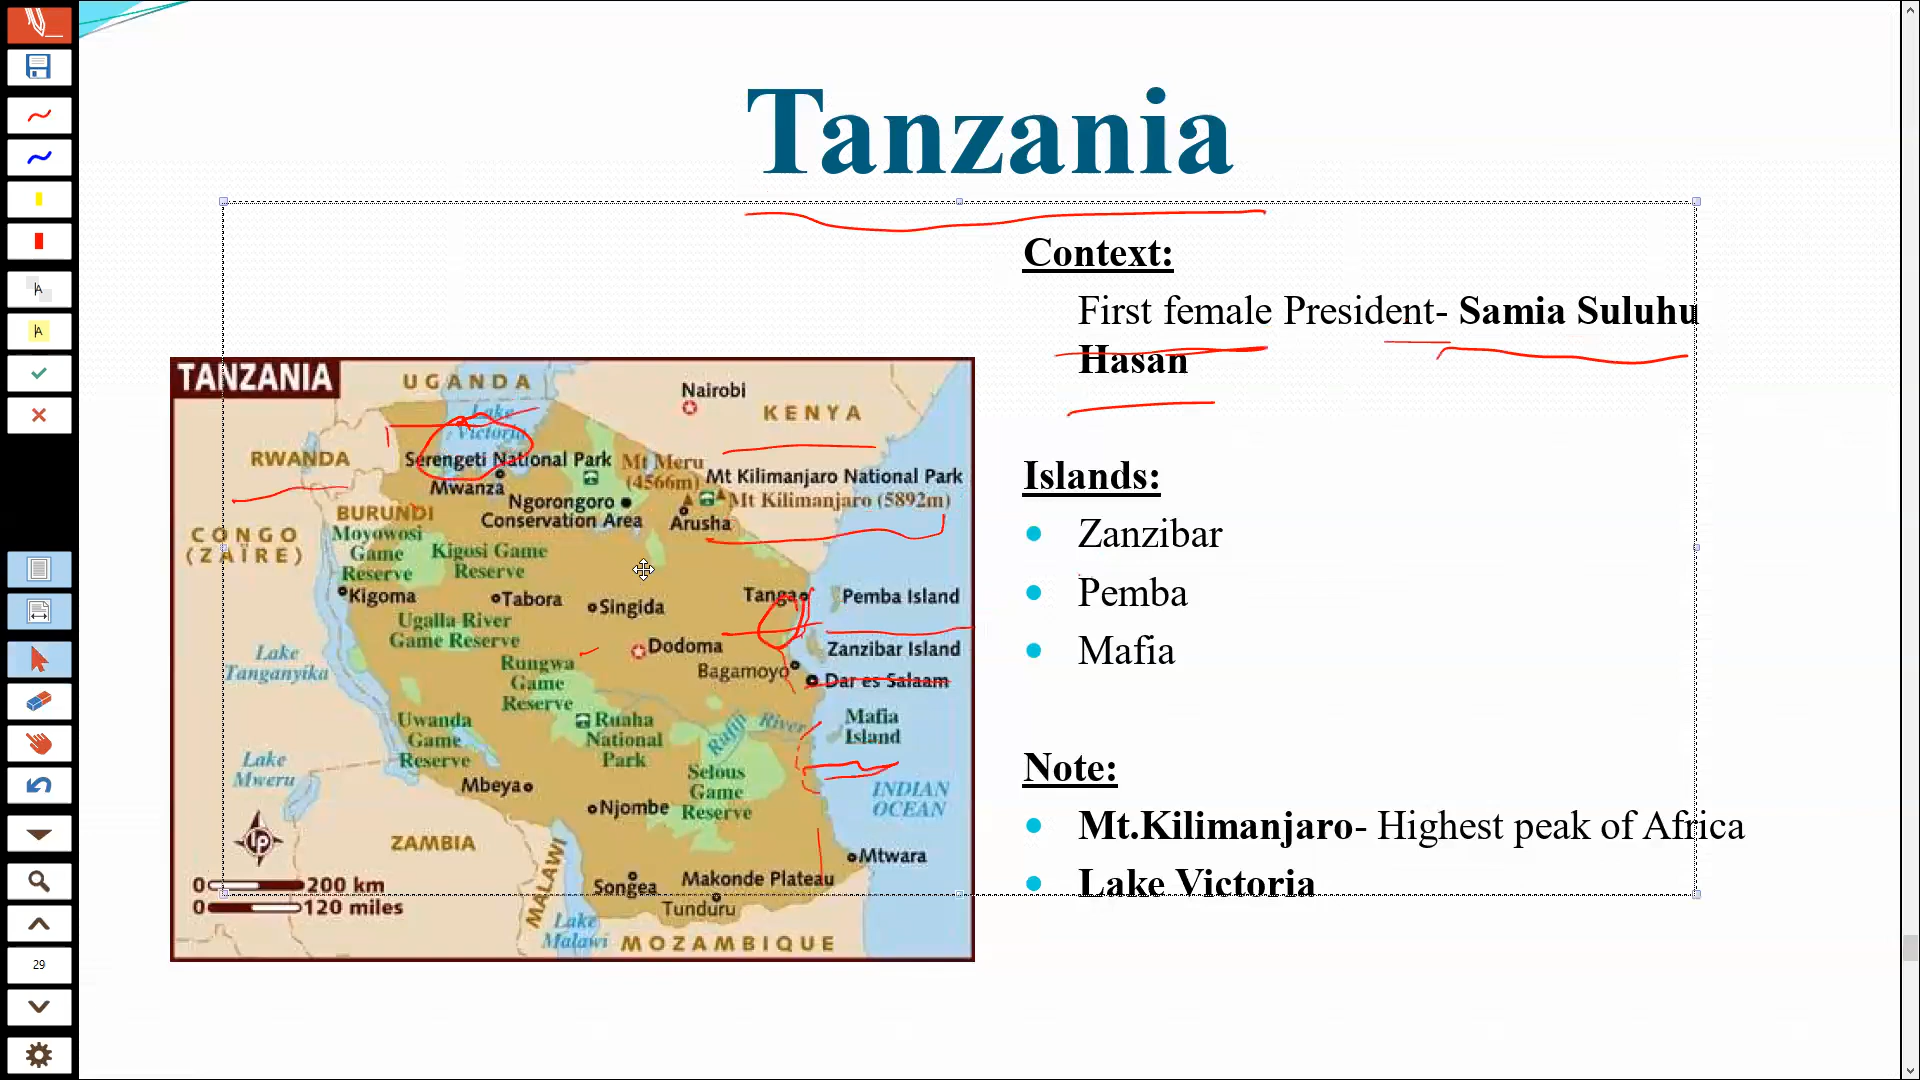 Tanzania
Context:
First female President- Samia Suluhu
Hasan
Islands:
Zanzibar
Pemba
Mafia
Note:
Mt.Kilimanjaro- Highest peak of Africa
Lake Victoria
TANZANIA
UGANDA
Nairobi
KENYA
Lake
Victoria
RWANDA
Serengeti National Park
Mt Meru
(4566m)
Mt Kilimanjaro National Park
Mwanza
Ngorongoro
Conservation Area
Mt Kilimanjaro (5892m)
Arusha
BURUNDI
CONGO
(ZAÏRE)
Moyowosi
Game
Reserve
Kigosi Game
Reserve
Kigoma
Tabora
Singida
Tanga
Pemba Island
Ugalla River
Game Reserve
Dodoma
Zanzibar Island
Lake
Tanganyika
Rungwa
Game
Reserve
Bagamoyo
Dar es Salaam
Uwanda
Game
Reserve
Ruaha
National
Park
Rufiji River
Mafia
Island
Lake
Mweru
Mbeya
Selous
Game
Reserve
INDIAN
OCEAN
Njombe
ZAMBIA
MALAWI
Mtwara
Songea
Makonde Plateau
Tunduru
Lake
Malawi
MOZAMBIQUE
LP
0 200 km
0 120 miles
A
A
29